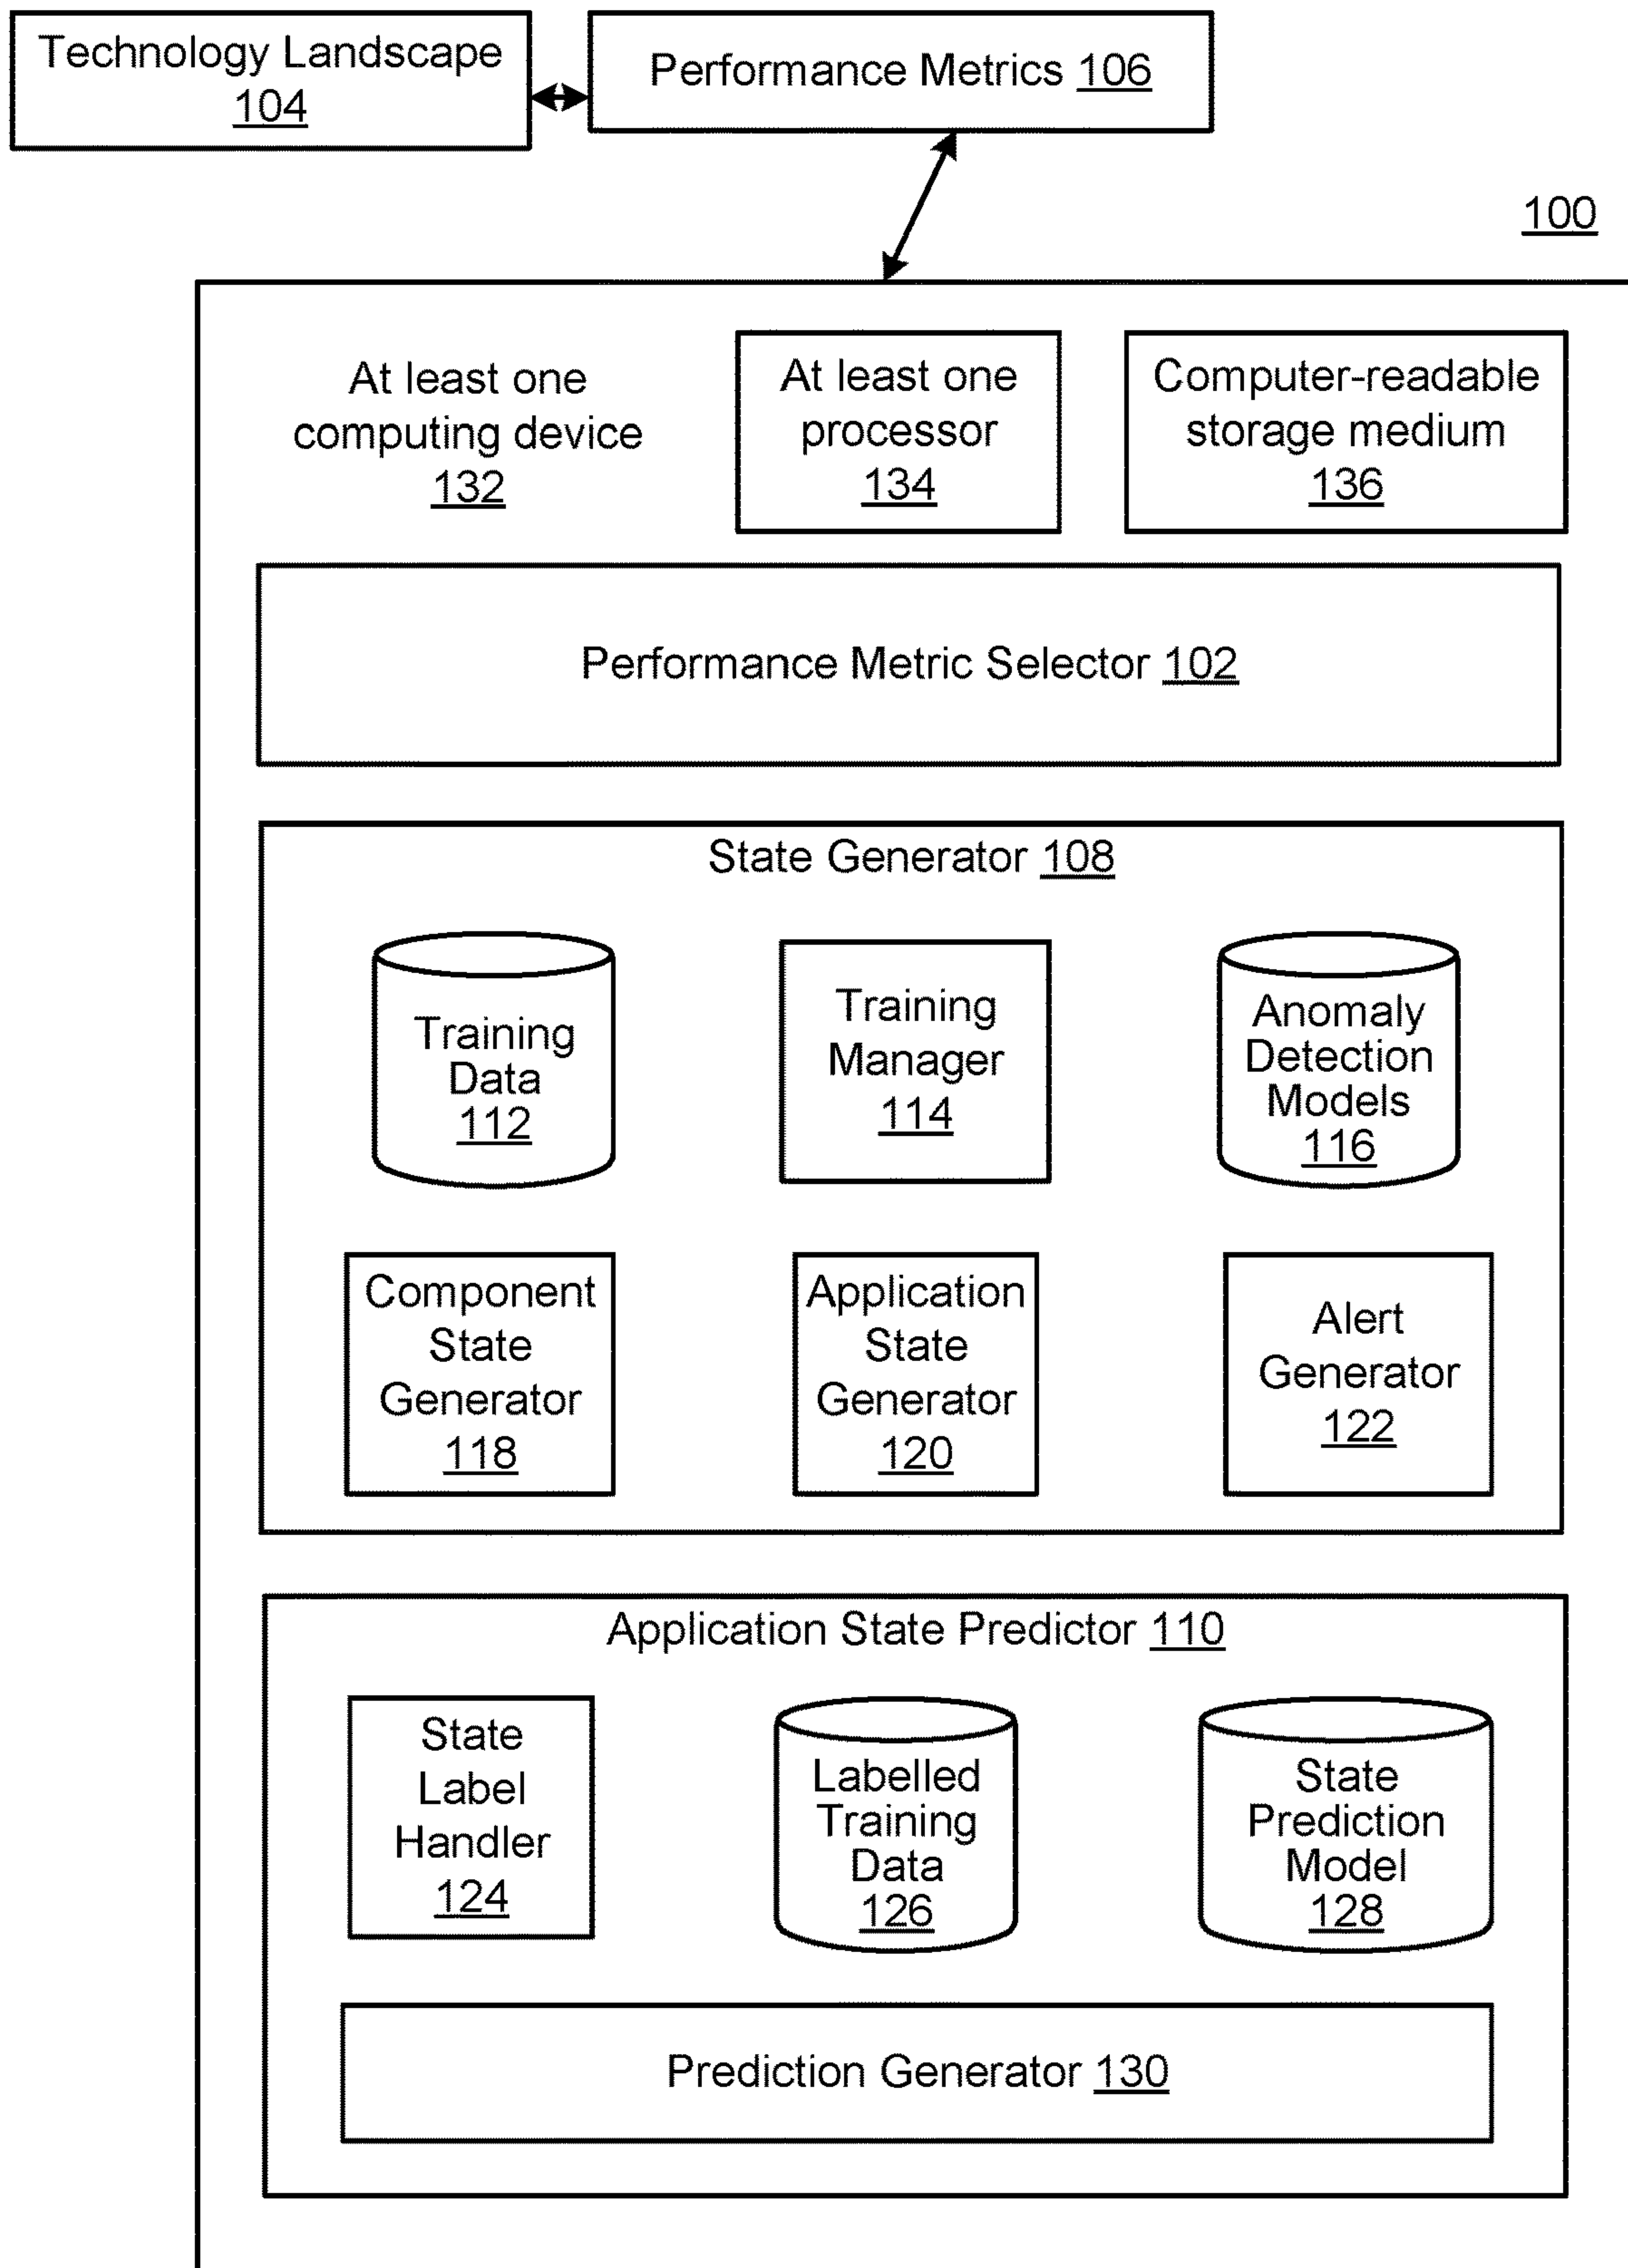 Technology Landscape
104
Performance Metrics 106
100
At least one
computing device
132
At least one
processor
134
Computer-readable
storage medium
136
Performance Metric Selector 102
State Generator 108
Training
Data
112
Training
Manager
114
Anomaly
Detection
Models
116
Component
State
Generator
118
Application
State
Generator
120
Alert
Generator
122
Application State Predictor 110
State
Label
Handler
124
Labelled
Training
Data
126
State
Prediction
Model
128
Prediction Generator 130